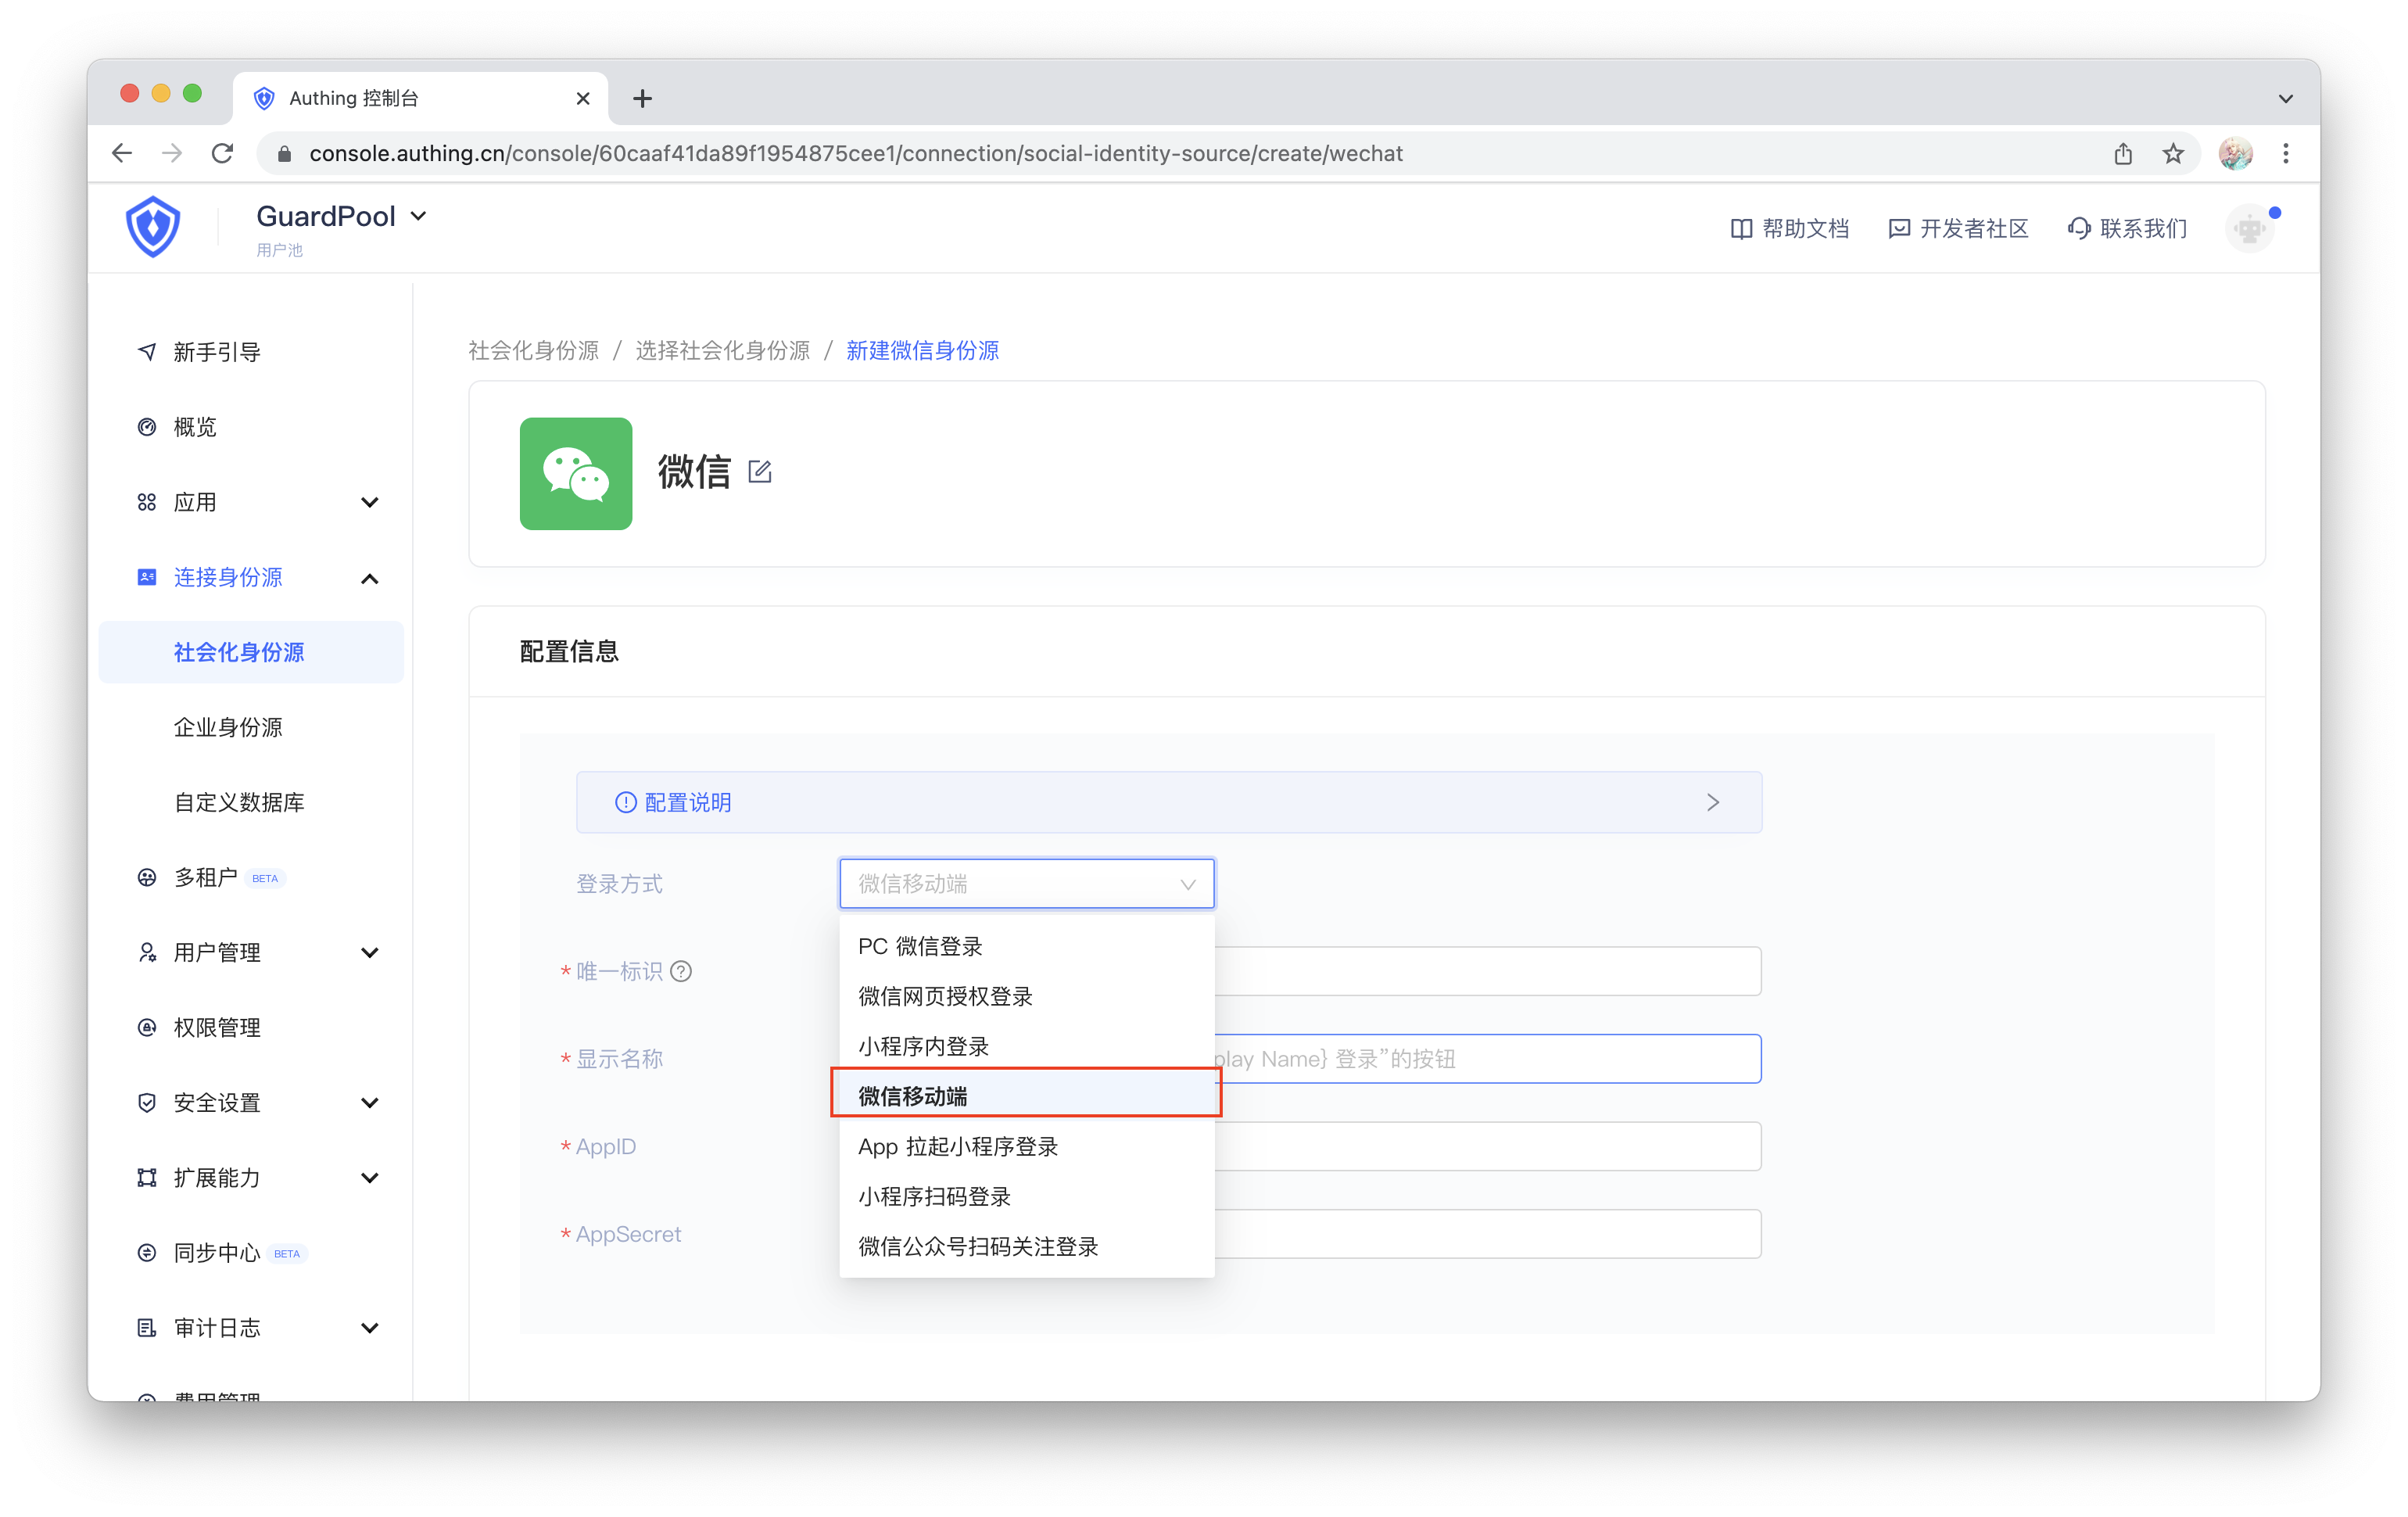 Authing 控制台
console.authing.cn/console/60caaf41da89f1954875cee1/connection/social-identity-source/create/wechat
GuardPool
用户池
帮助文档 开发者社区 联系我们
新手引导
概览
应用
连接身份源
社会化身份源
企业身份源
自定义数据库
多租户 BETA
用户管理
权限管理
安全设置
扩展能力
同步中心 BETA
审计日志
费用管理
社会化身份源 / 选择社会化身份源 / 新建微信身份源
微信
配置信息
配置说明
登录方式 微信移动端
PC 微信登录
微信网页授权登录
小程序内登录
微信移动端
App 拉起小程序登录
小程序扫码登录
微信公众号扫码关注登录
* 唯一标识
* 显示名称 play Name} 登录”的按钮
* AppID
* AppSecret